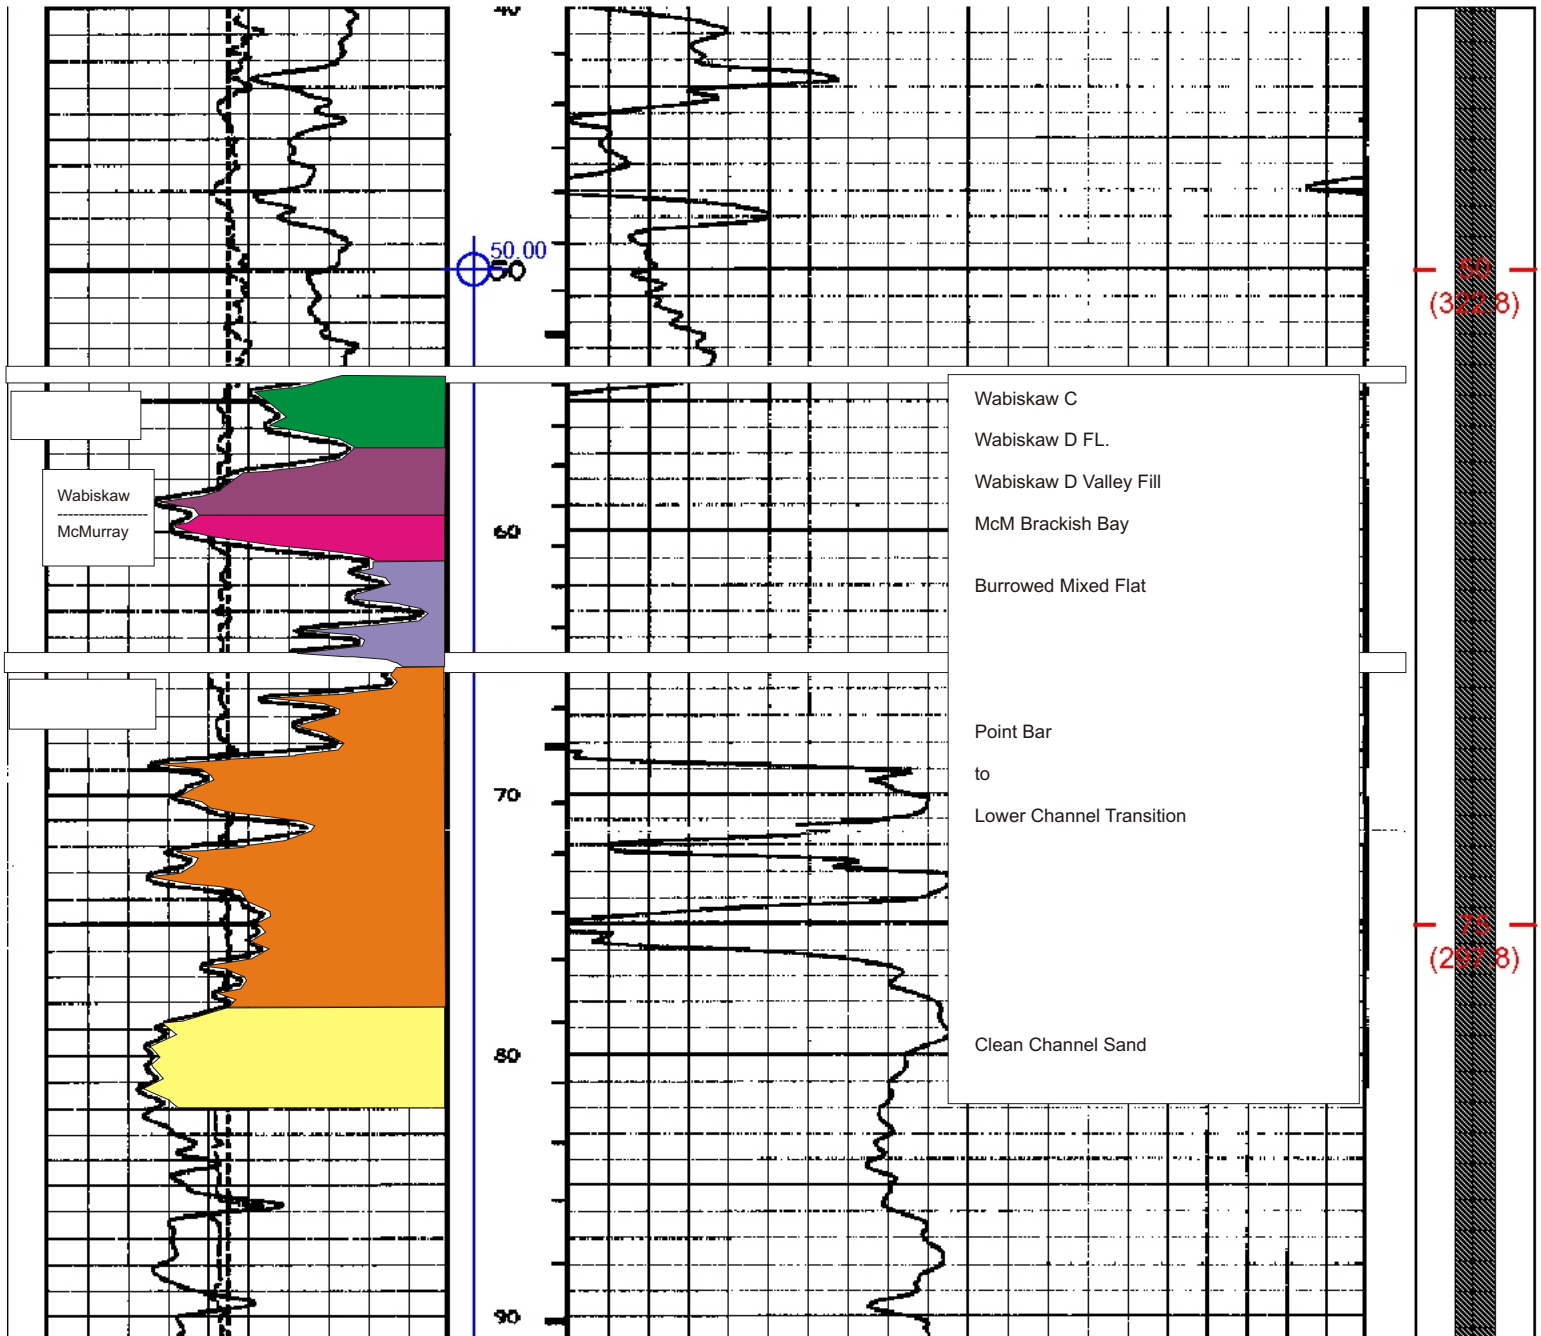 40
50.00
50
50
(322.8)
Wabiskaw C
Wabiskaw D FL.
Wabiskaw D Valley Fill
Wabiskaw
McMurray
McM Brackish Bay
60
Burrowed Mixed Flat
Point Bar
to
70
Lower Channel Transition
75
(297.8)
Clean Channel Sand
80
90